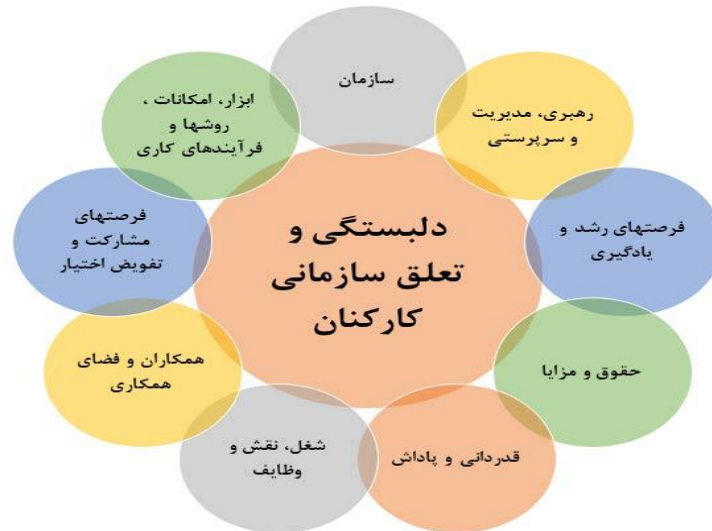 سازمان
رهبری، مدیریت
و سرپرستی
فرصتهای رشد و
یادگیری
حقوق و مزایا
قدردانی و پاداش
شغل، نقش و
وظایف
همکاران و فضای
همکاری
فرصتهای
مشارکت و
تفویض اختیار
ابزار، امکانات ،
روشها و
فرآیندهای کاری
دلبستگی و
تعلق سازمانی
کارکنان